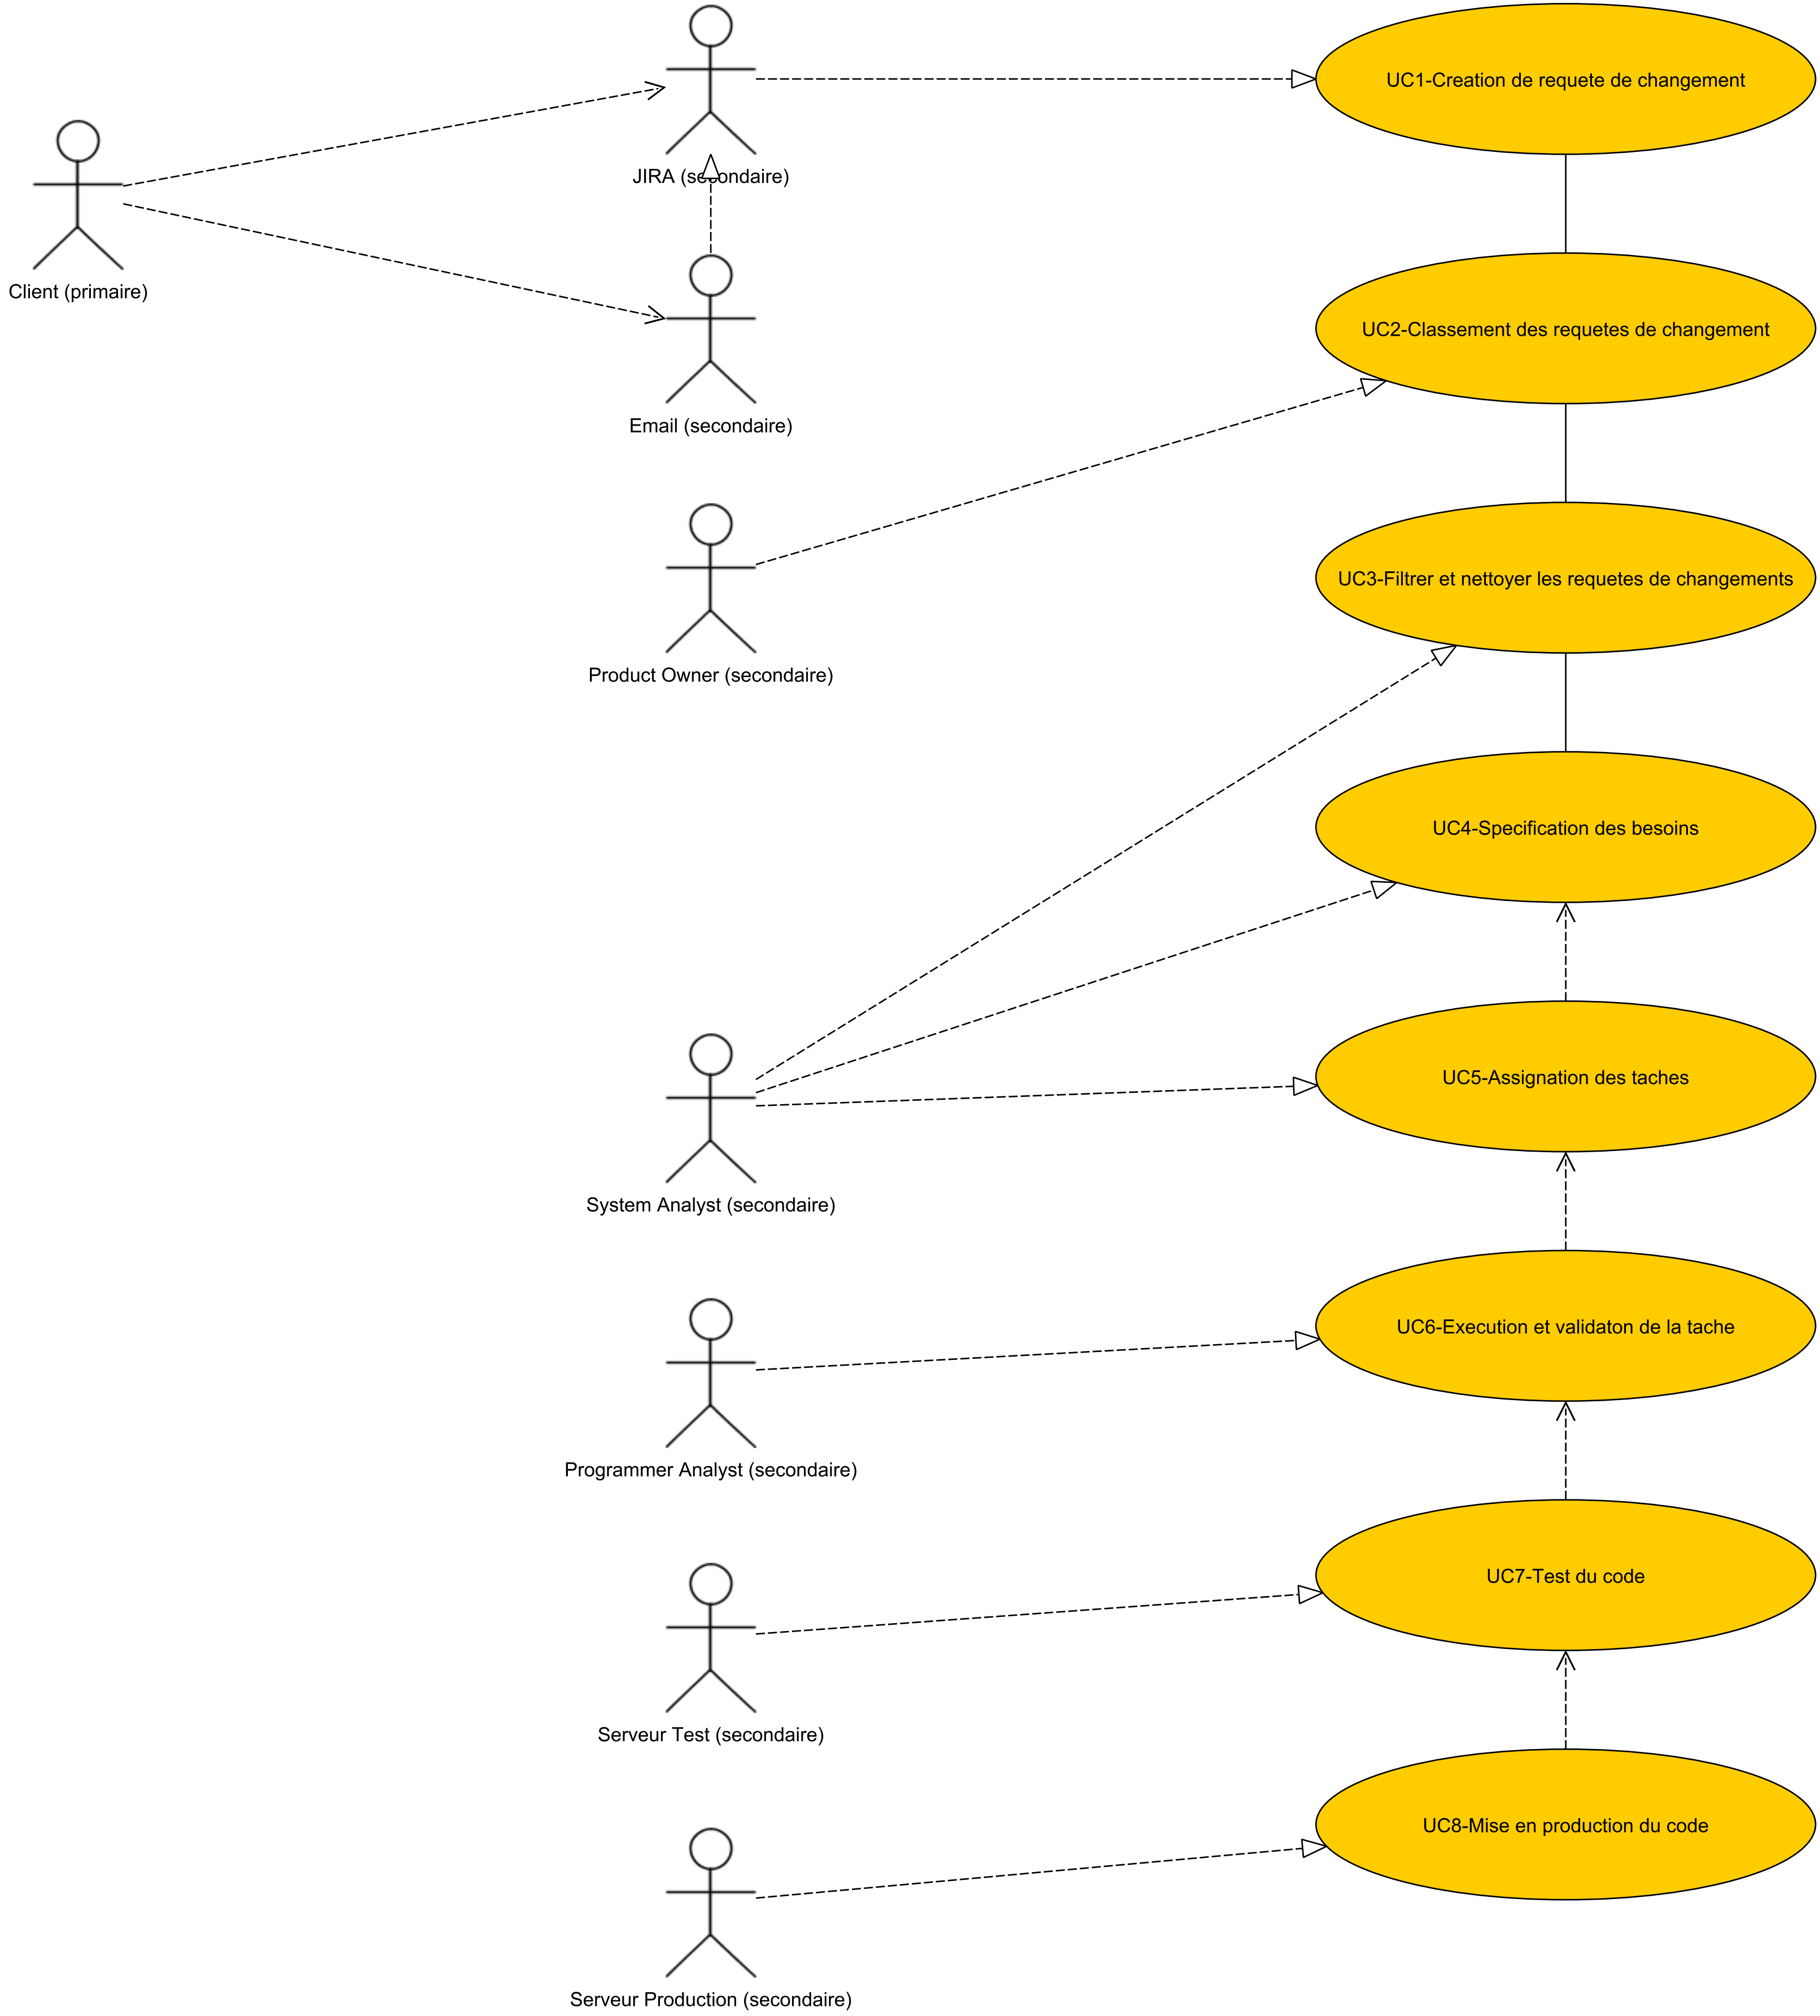 UC1-Creation de requete de changement
JIRA (secondaire)
Client (primaire)
UC2-Classement des requetes de changement
Email (secondaire)
UC3-Filtrer et nettoyer les requetes de changements
Product Owner (secondaire)
UC4-Specification des besoins
UC5-Assignation des taches
System Analyst (secondaire)
UC6-Execution et validaton de la tache
Programmer Analyst (secondaire)
UC7-Test du code
Serveur Test (secondaire)
UC8-Mise en production du code
Serveur Production (secondaire)